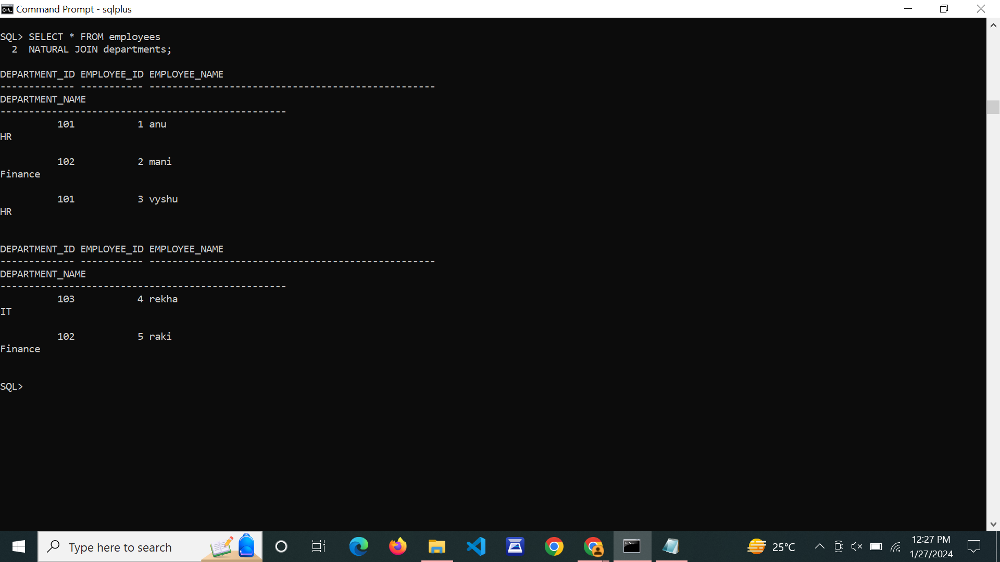 Command Prompt - sqlplus
SQL> SELECT * FROM employees
  2  NATURAL JOIN departments;
DEPARTMENT_ID EMPLOYEE_ID EMPLOYEE_NAME
------------- ----------- --------------------------------------------------
DEPARTMENT_NAME
--------------------------------------------------
          101           1 anu
HR
          102           2 mani
Finance
          101           3 vyshu
HR
DEPARTMENT_ID EMPLOYEE_ID EMPLOYEE_NAME
------------- ----------- --------------------------------------------------
DEPARTMENT_NAME
--------------------------------------------------
          103           4 rekha
IT
          102           5 raki
Finance
SQL>
Type here to search
25°C
12:27 PM
1/27/2024